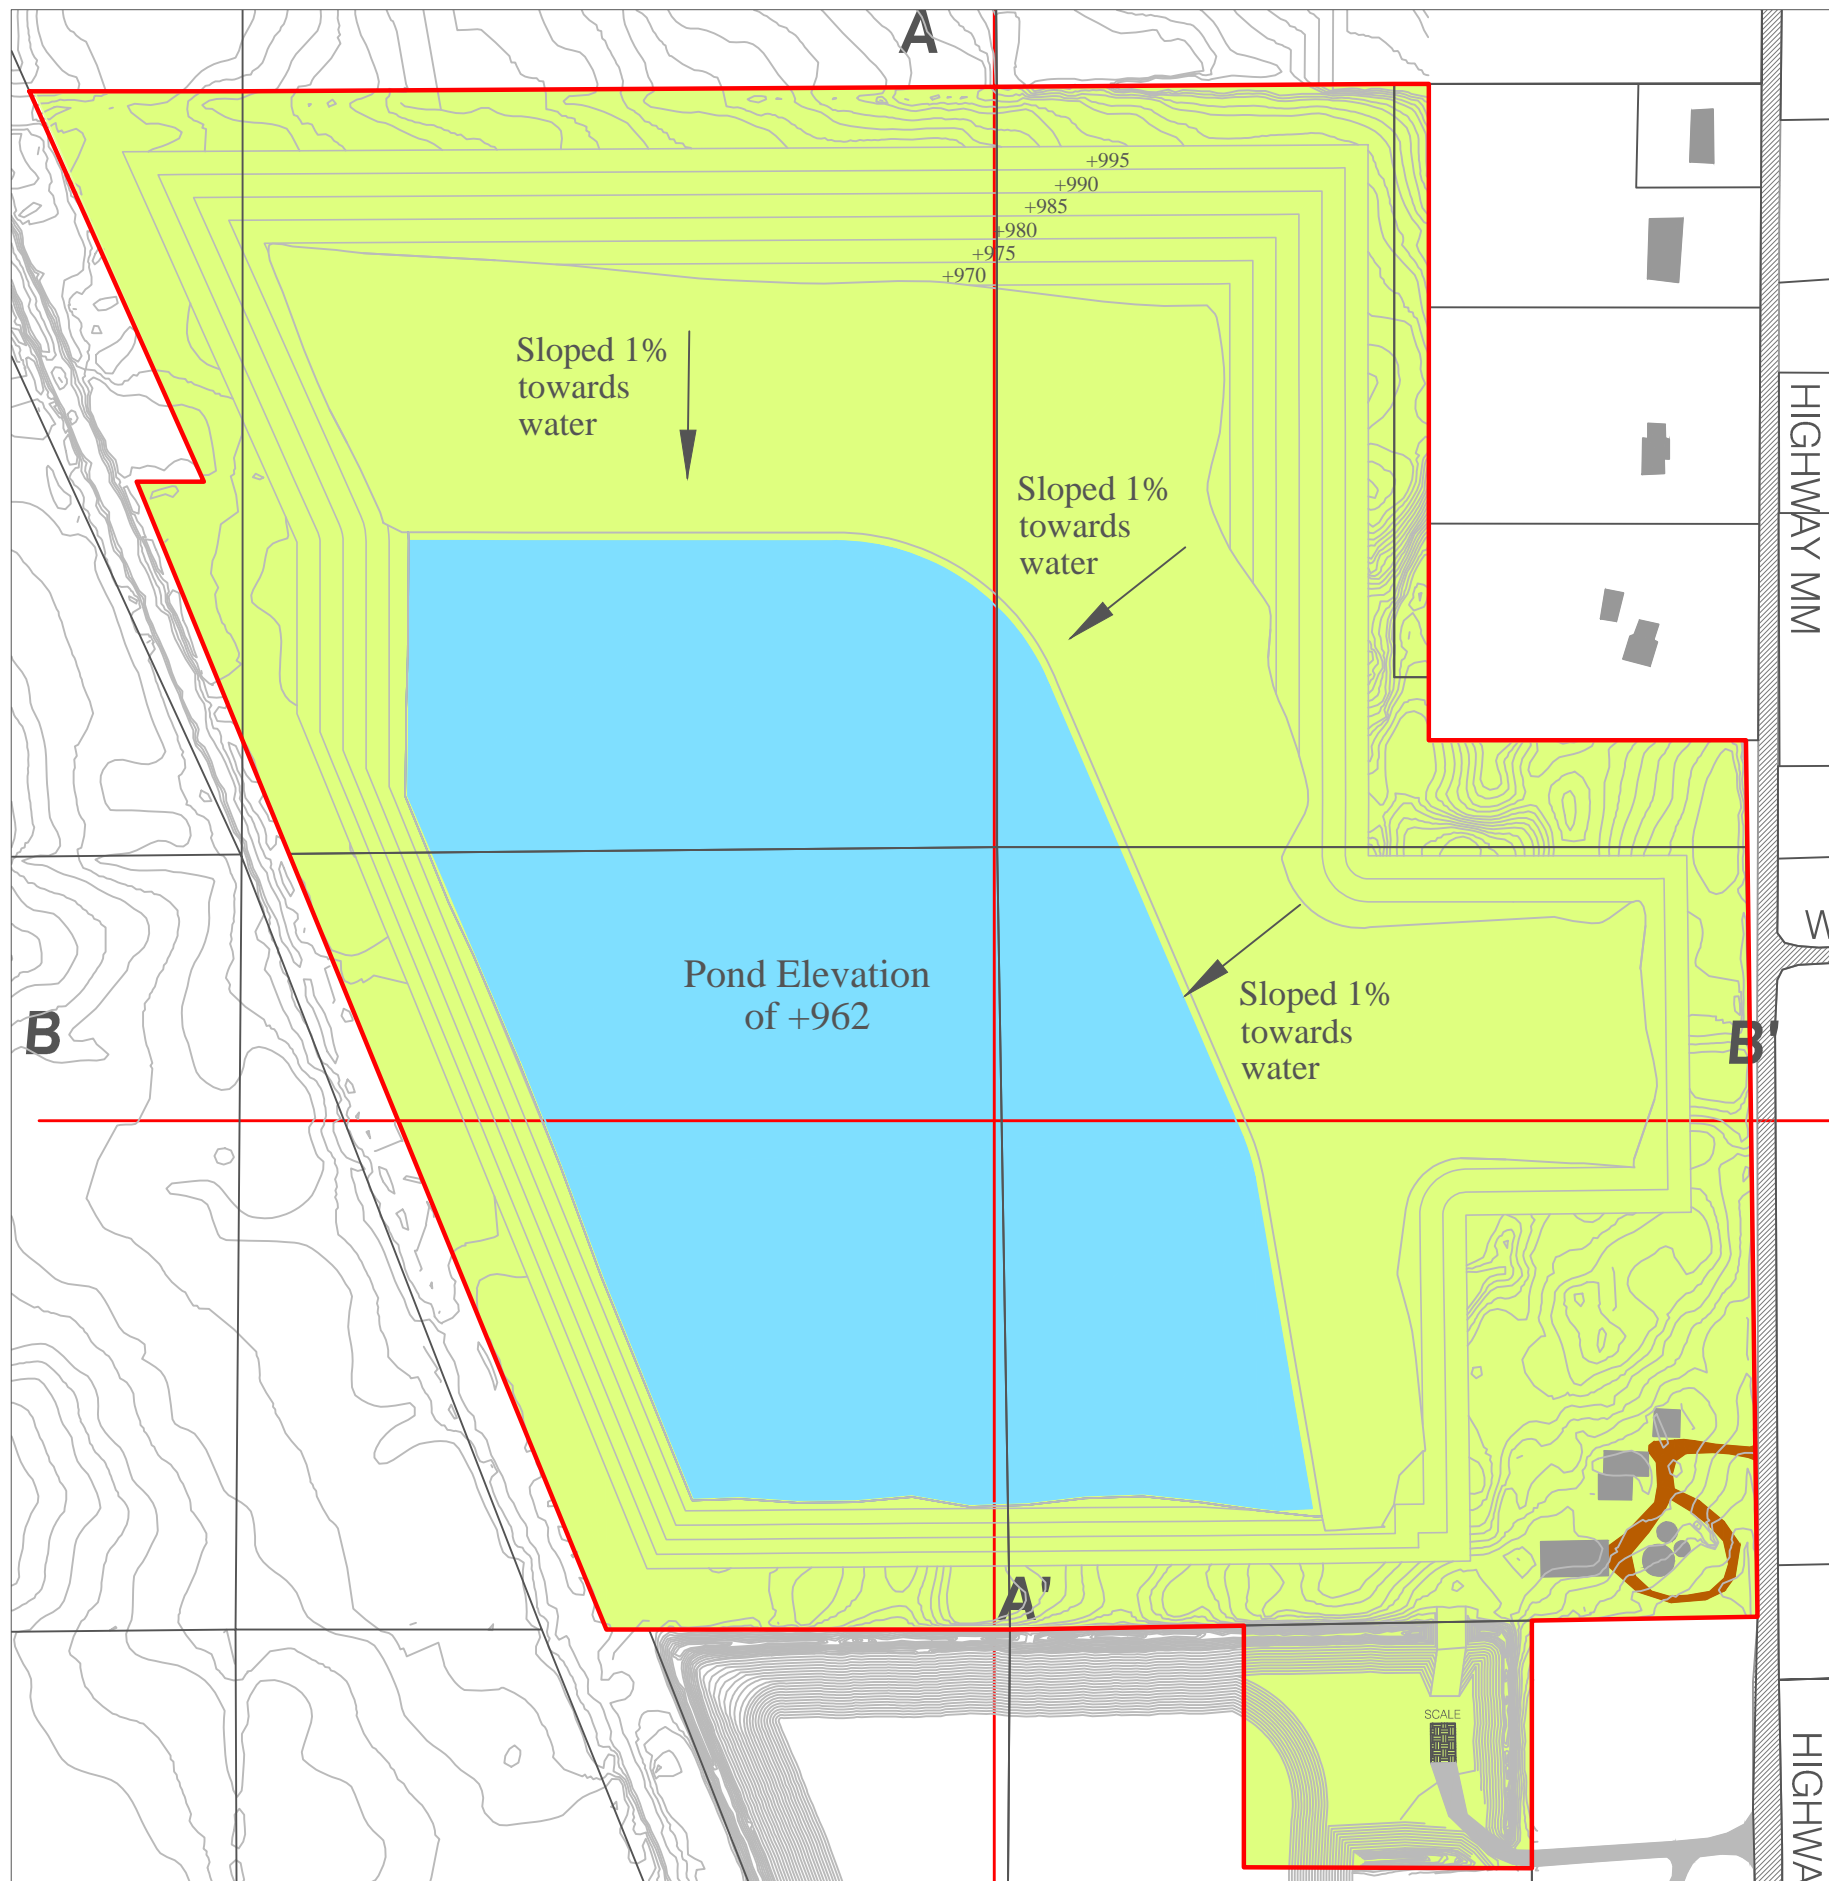 A
+995
+990
+985
+980
+975
+970
Sloped 1%
towards
water
Sloped 1%
towards
water
HIGHWAY MM
W
Pond Elevation
of +962
Sloped 1%
towards
water
B
B'
A'
SCALE
HIGHWA